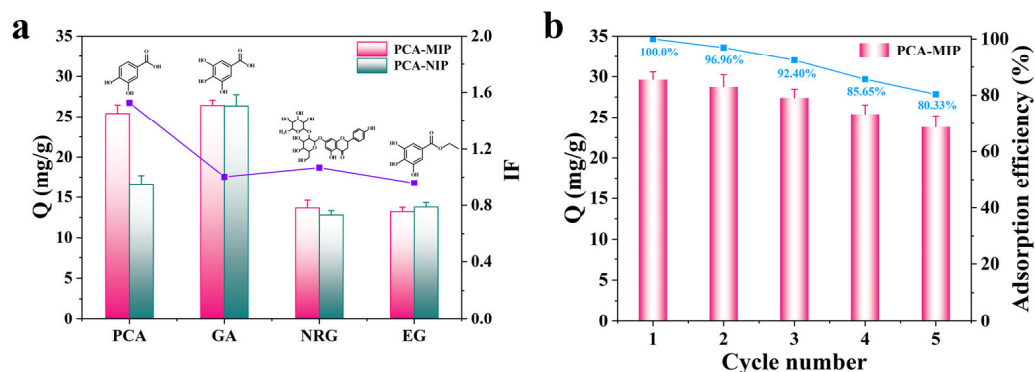 a
PCA-MIP
PCA-NIP
Q (mg/g)
35
30
25
20
15
10
5
0
2.0
1.6
1.2
0.8
0.4
0.0
IF
PCA
GA
NRG
EG
b
PCA-MIP
Q (mg/g)
35
30
25
20
15
10
5
0
100.0%
96.96%
92.40%
85.65%
80.33%
100
80
60
40
20
0
Adsorption efficiency (%)
1
2
3
4
5
Cycle number